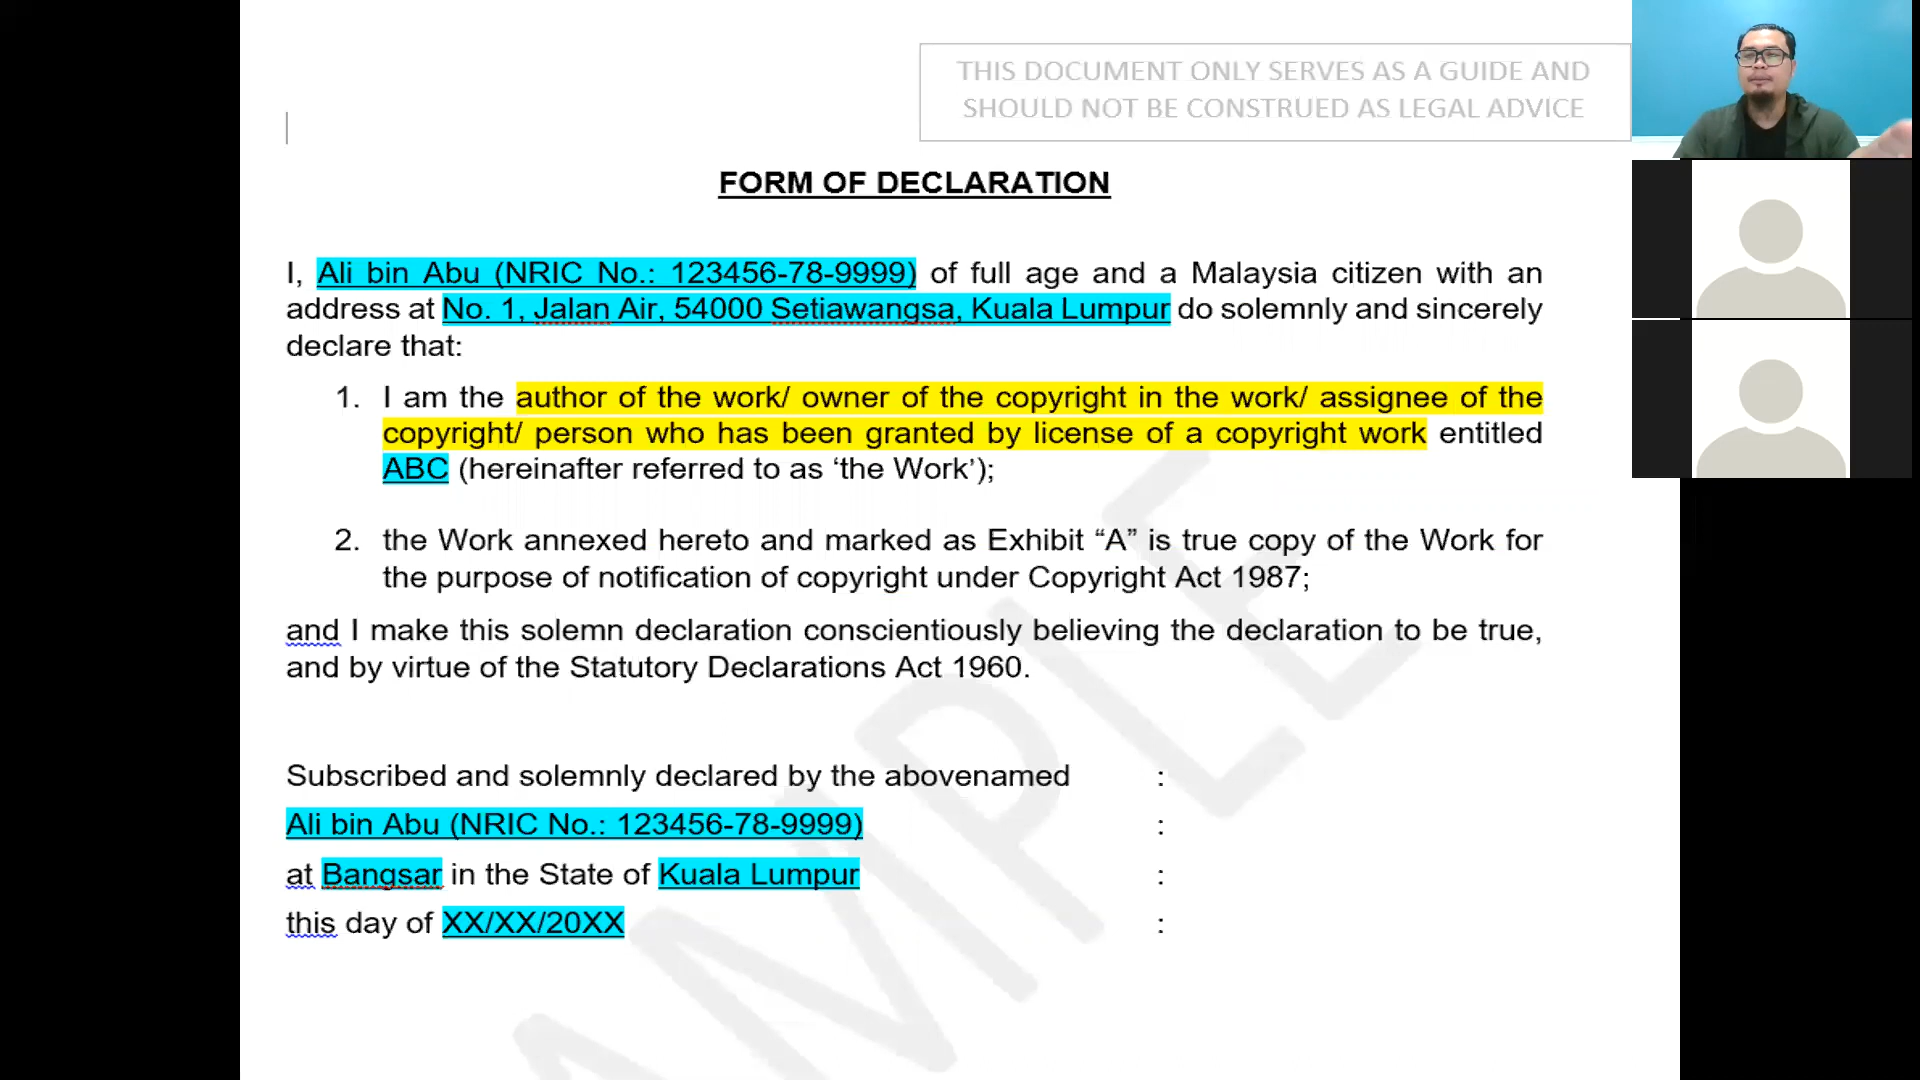 THIS DOCUMENT ONLY SERVES AS A GUIDE AND
SHOULD NOT BE CONSTRUED AS LEGAL ADVICE
FORM OF DECLARATION
I, Ali bin Abu (NRIC No.: 123456-78-9999) of full age and a Malaysia citizen with an
address at No. 1, Jalan Air, 54000 Setiawangsa, Kuala Lumpur do solemnly and sincerely
declare that:
1. I am the author of the work/ owner of the copyright in the work/ assignee of the
copyright/ person who has been granted by license of a copyright work entitled
ABC (hereinafter referred to as ‘the Work’);
2. the Work annexed hereto and marked as Exhibit “A” is true copy of the Work for
the purpose of notification of copyright under Copyright Act 1987;
and I make this solemn declaration conscientiously believing the declaration to be true,
and by virtue of the Statutory Declarations Act 1960.
Subscribed and solemnly declared by the abovenamed :
Ali bin Abu (NRIC No.: 123456-78-9999) :
at Bangsar in the State of Kuala Lumpur :
this day of XX/XX/20XX :
AMPLE